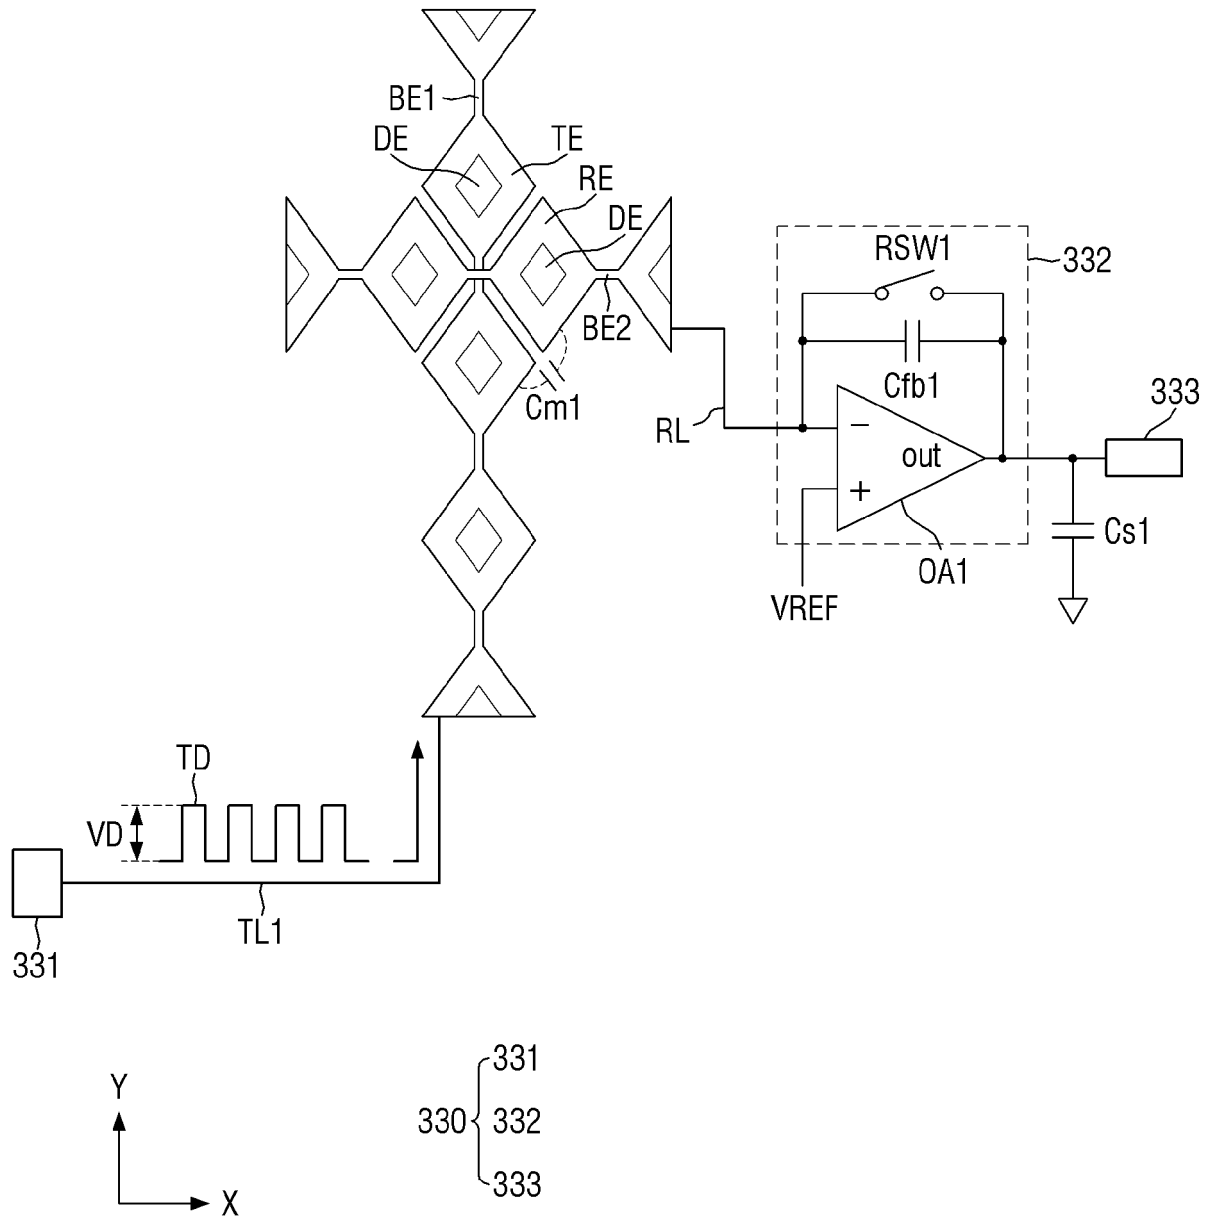 BE1
DE
TE
RE
DE
RSW1
332
BE2
Cfb1
333
Cm1
RL
−
out
+
Cs1
OA1
VREF
TD
VD
TL1
331
331
Y
330
332
333
X